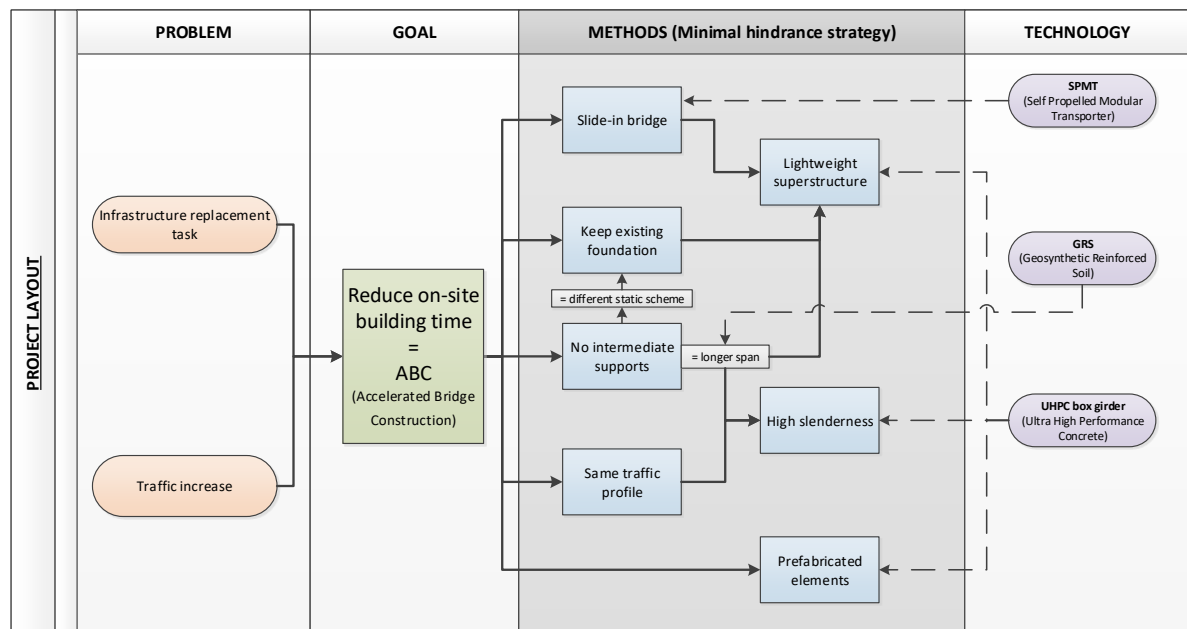 PROJECT LAYOUT
PROBLEM
GOAL
METHODS (Minimal hindrance strategy)
TECHNOLOGY
Infrastructure replacement
task
Traffic increase
Reduce on-site
building time
=
ABC
(Accelerated Bridge
Construction)
Slide-in bridge
Lightweight
superstructure
Keep existing
foundation
= different static scheme
No intermediate
supports
= longer span
High slenderness
Same traffic
profile
Prefabricated
elements
SPMT
(Self Propelled Modular
Transporter)
GRS
(Geosynthetic Reinforced
Soil)
UHPC box girder
(Ultra High Performance
Concrete)